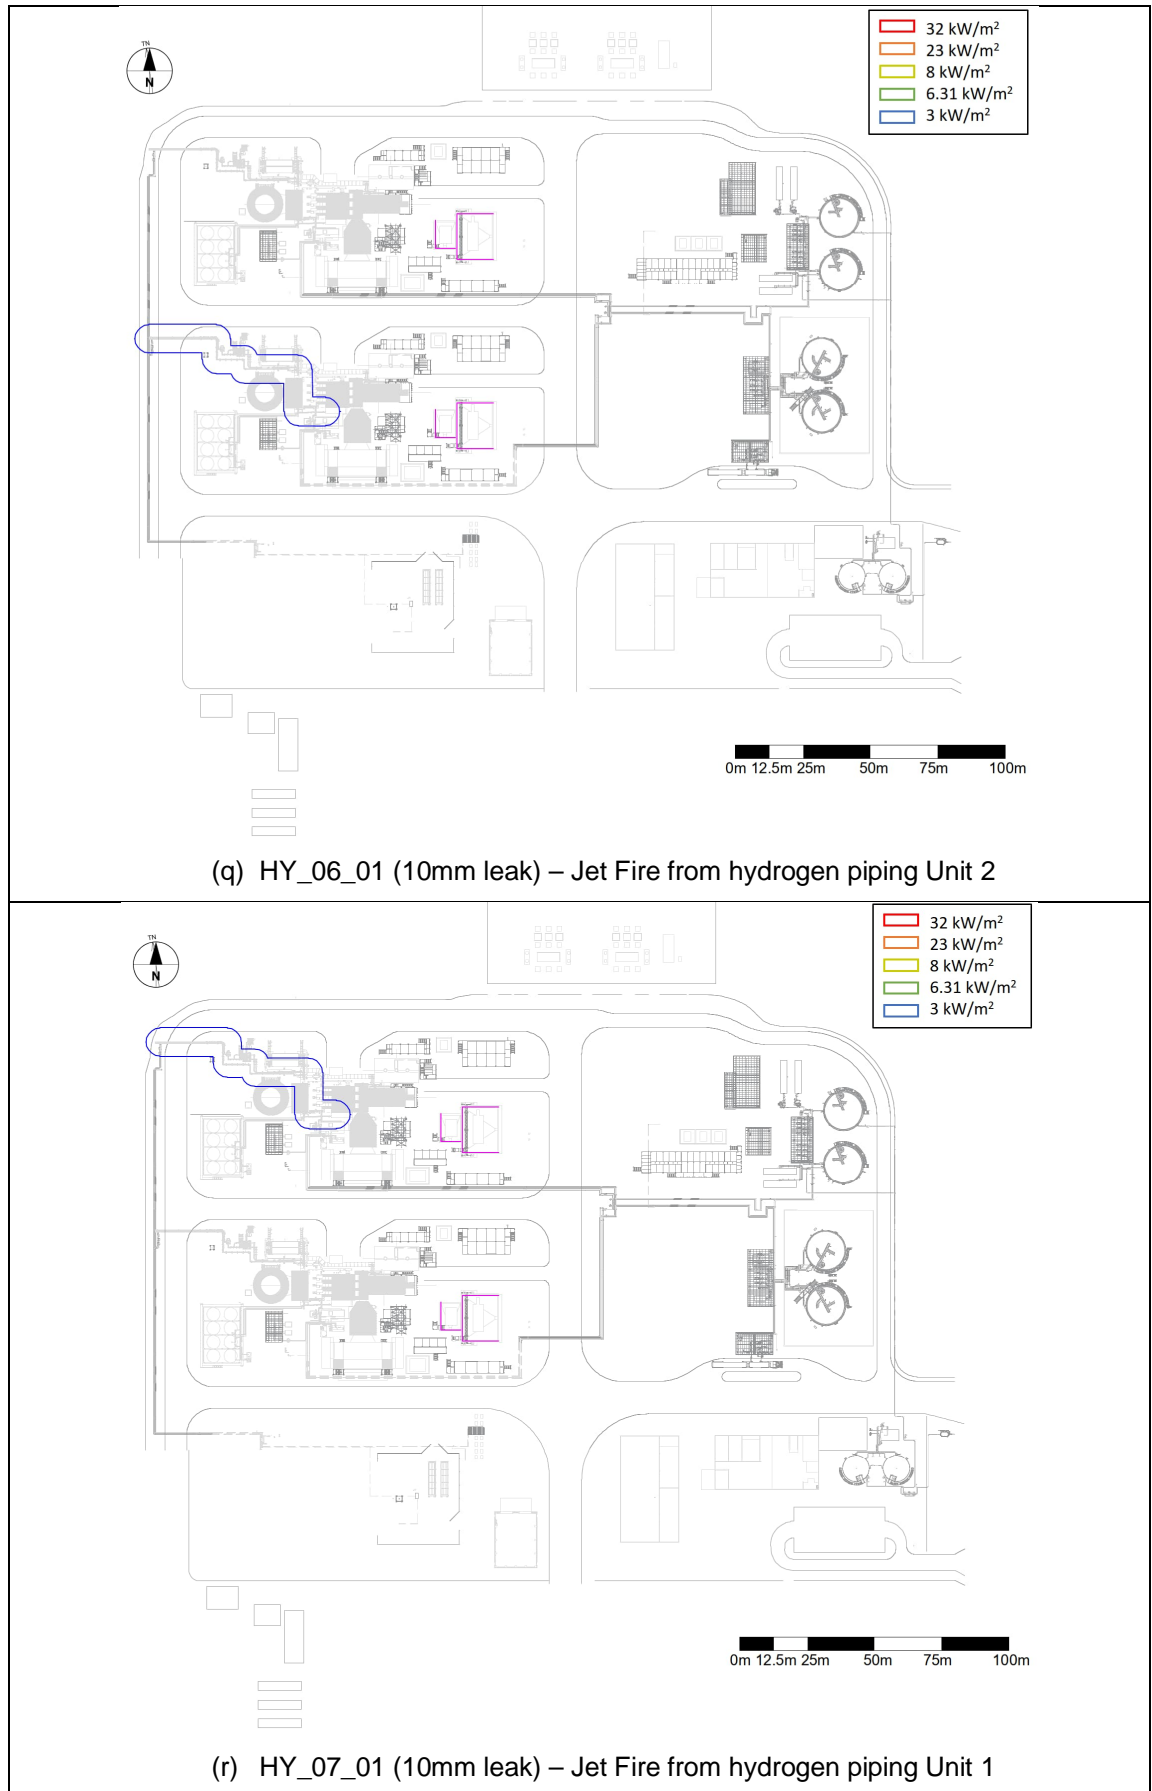 TN
N
32 kW/m²
23 kW/m²
8 kW/m²
6.31 kW/m²
3 kW/m²
0m 12.5m 25m 50m 75m 100m
(q) HY_06_01 (10mm leak) – Jet Fire from hydrogen piping Unit 2
TN
N
32 kW/m²
23 kW/m²
8 kW/m²
6.31 kW/m²
3 kW/m²
0m 12.5m 25m 50m 75m 100m
(r) HY_07_01 (10mm leak) – Jet Fire from hydrogen piping Unit 1